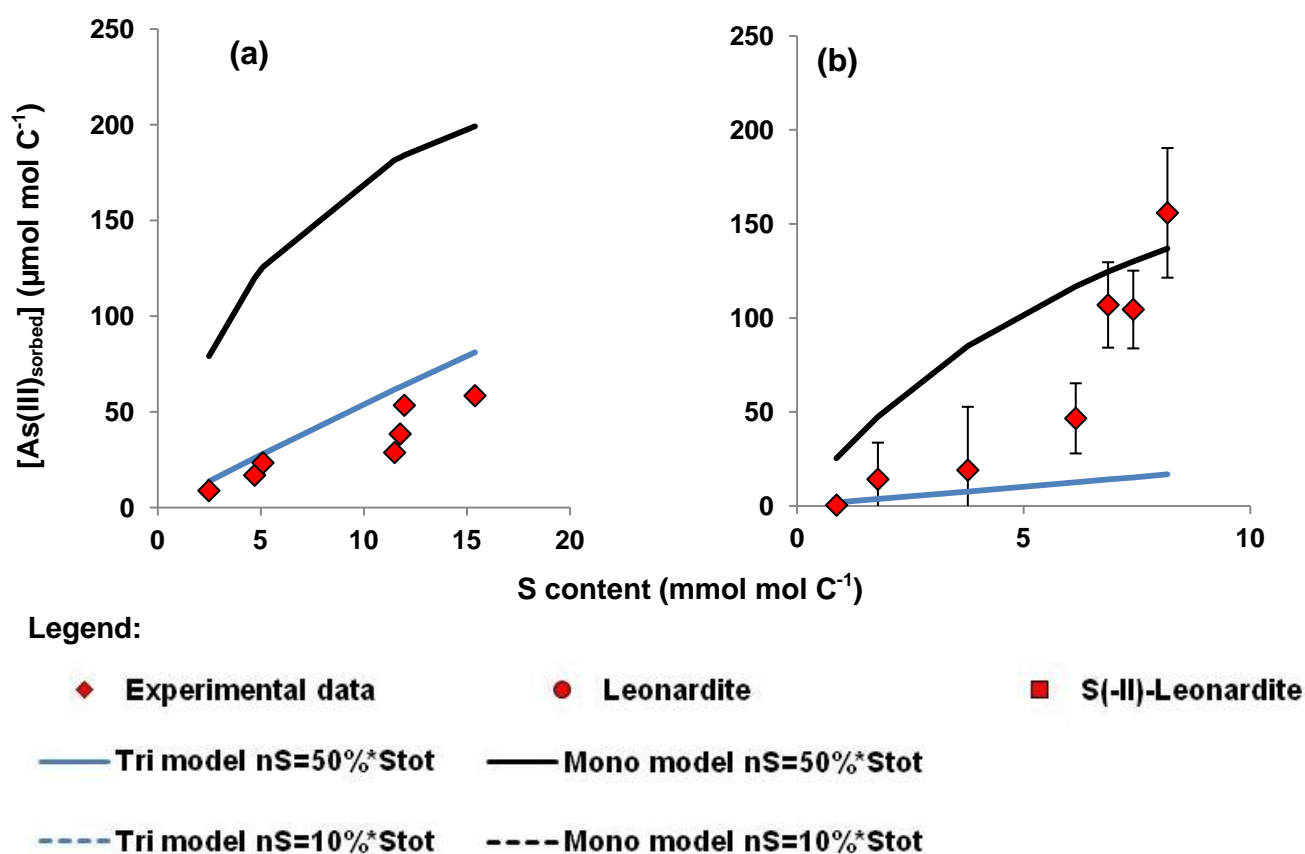 (a)
(b)
[As(III)sorbed] (µmol mol C-1)
250
200
150
100
50
0
0 5 10 15 20
250
200
150
100
50
0
0 5 10
S content (mmol mol C-1)
Legend:
Experimental data Leonardite S(-II)-Leonardite
Tri model nS=50%*Stot Mono model nS=50%*Stot
Tri model nS=10%*Stot Mono model nS=10%*Stot